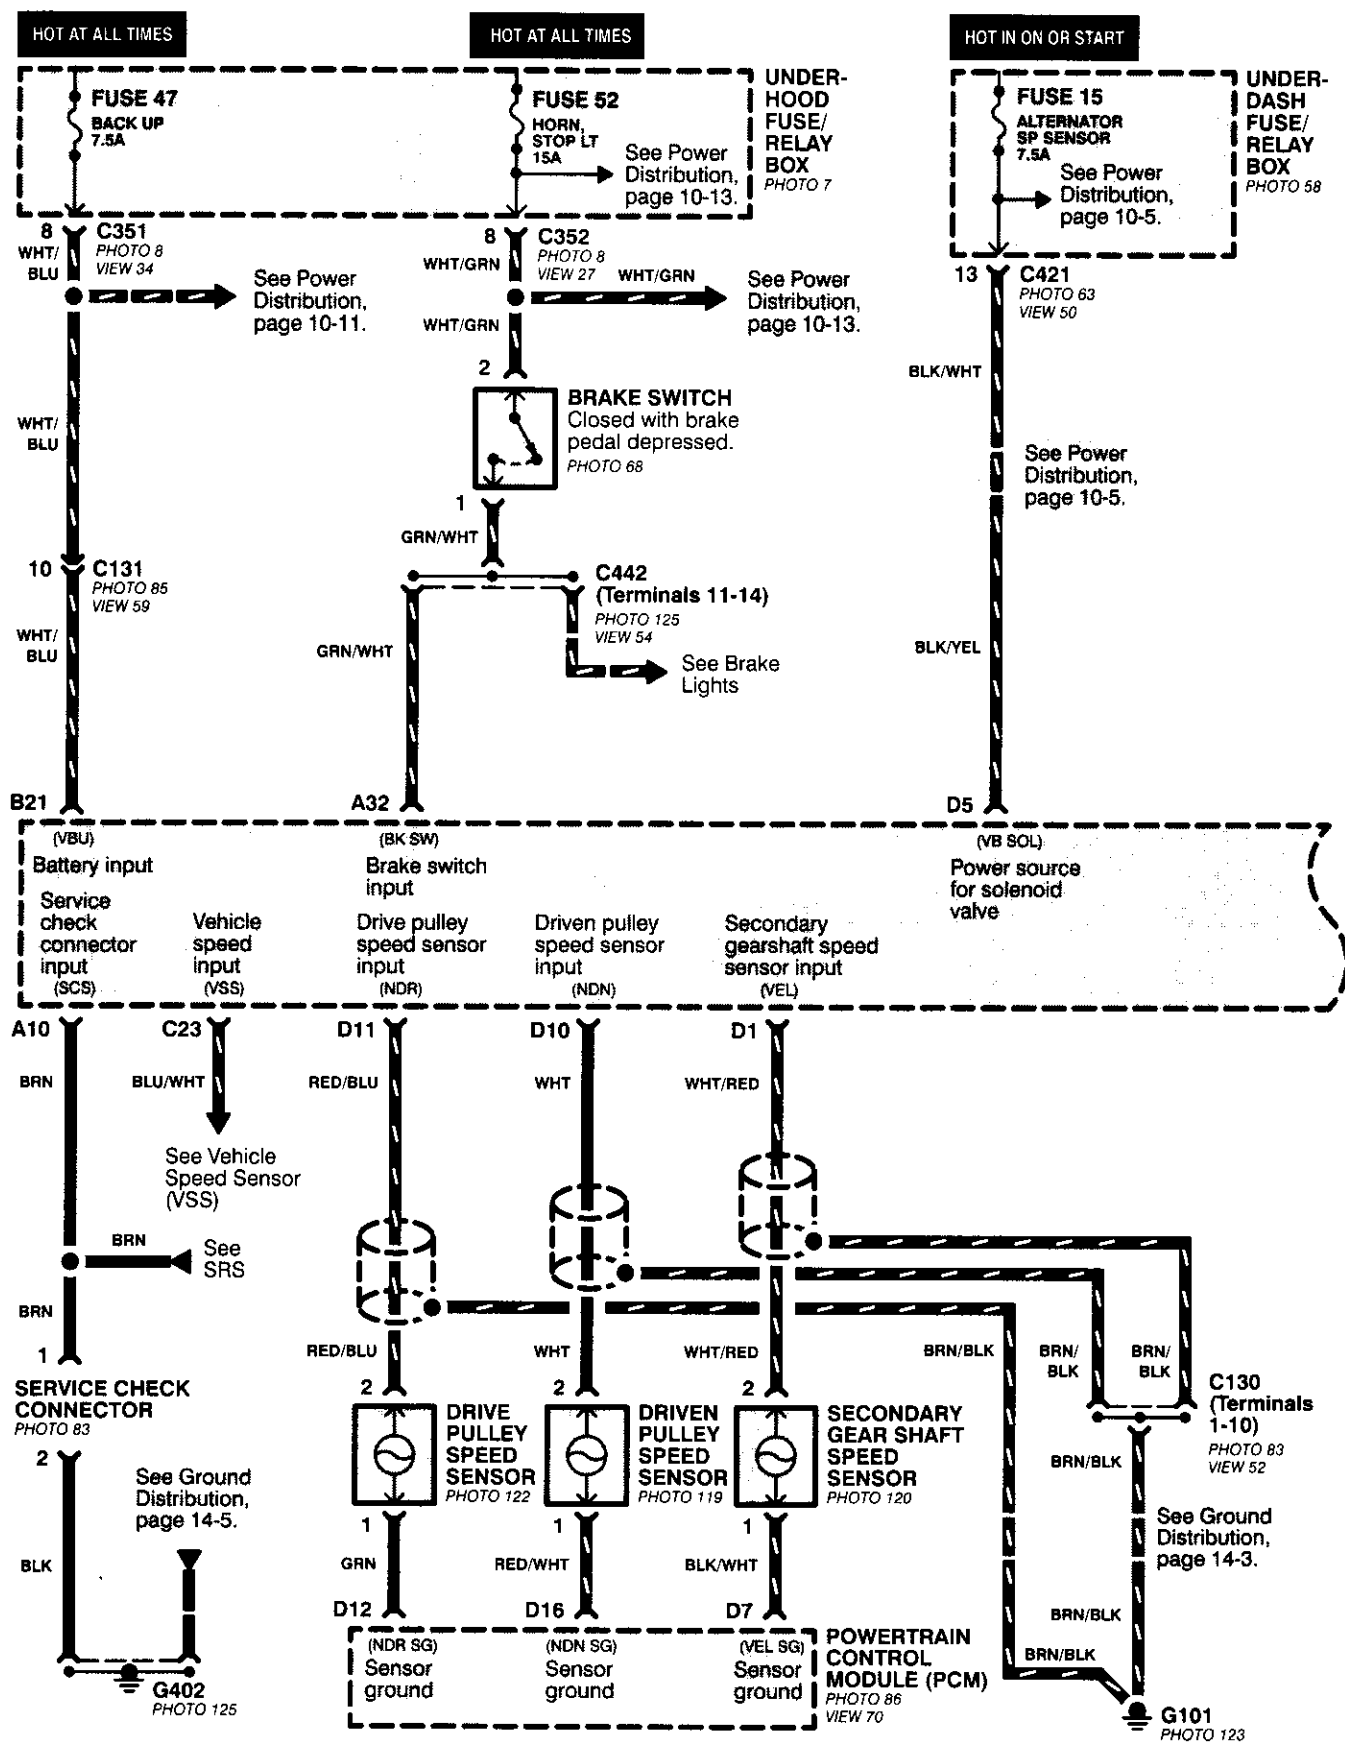 HOT AT ALL TIMES
HOT AT ALL TIMES
HOT IN ON OR START
FUSE 47
BACK UP
7.5A
FUSE 52
HORN,
STOP LT
15A
See Power
Distribution,
page 10-13.
UNDER-
HOOD
FUSE/
RELAY
BOX
PHOTO 7
FUSE 15
ALTERNATOR
SP SENSOR
7.5A
See Power
Distribution,
page 10-5.
UNDER-
DASH
FUSE/
RELAY
BOX
PHOTO 58
8
C351
PHOTO 8
VIEW 34
WHT/
BLU
See Power
Distribution,
page 10-11.
8
C352
PHOTO 8
VIEW 27
WHT/GRN
WHT/GRN
WHT/GRN
See Power
Distribution,
page 10-13.
13
C421
PHOTO 63
VIEW 50
2
BRAKE SWITCH
Closed with brake
pedal depressed.
PHOTO 68
BLK/WHT
WHT/
BLU
See Power
Distribution,
page 10-5.
1
GRN/WHT
10
C131
PHOTO 85
VIEW 59
C442
(Terminals 11-14)
PHOTO 125
VIEW 54
WHT/
BLU
GRN/WHT
See Brake
Lights
BLK/YEL
B21
A32
D5
(VBU)
Battery input
(BK SW)
Brake switch
input
(VB SOL)
Power source
for solenoid
valve
Service
check
connector
input
(SCS)
Vehicle
speed
input
(VSS)
Drive pulley
speed sensor
input
(NDR)
Driven pulley
speed sensor
input
(NDN)
Secondary
gearshaft speed
sensor input
(VEL)
A10
C23
D11
D10
D1
BRN
BLU/WHT
RED/BLU
WHT
WHT/RED
See Vehicle
Speed Sensor
(VSS)
BRN
See
SRS
BRN
RED/BLU
WHT
WHT/RED
BRN/BLK
BRN/
BLK
BRN/
BLK
1
SERVICE CHECK
CONNECTOR
PHOTO 83
2
2
DRIVE
PULLEY
SPEED
SENSOR
PHOTO 122
2
DRIVEN
PULLEY
SPEED
SENSOR
PHOTO 119
2
SECONDARY
GEAR SHAFT
SPEED
SENSOR
PHOTO 120
C130
(Terminals
1-10)
PHOTO 83
VIEW 52
BRN/BLK
See Ground
Distribution,
page 14-5.
See Ground
Distribution,
page 14-3.
BLK
1
GRN
1
RED/WHT
1
BLK/WHT
D12
D16
D7
BRN/BLK
(NDR SG)
Sensor
ground
(NDN SG)
Sensor
ground
(VEL SG)
Sensor
ground
POWERTRAIN
CONTROL
MODULE (PCM)
PHOTO 86
VIEW 70
BRN/BLK
G402
PHOTO 125
G101
PHOTO 123